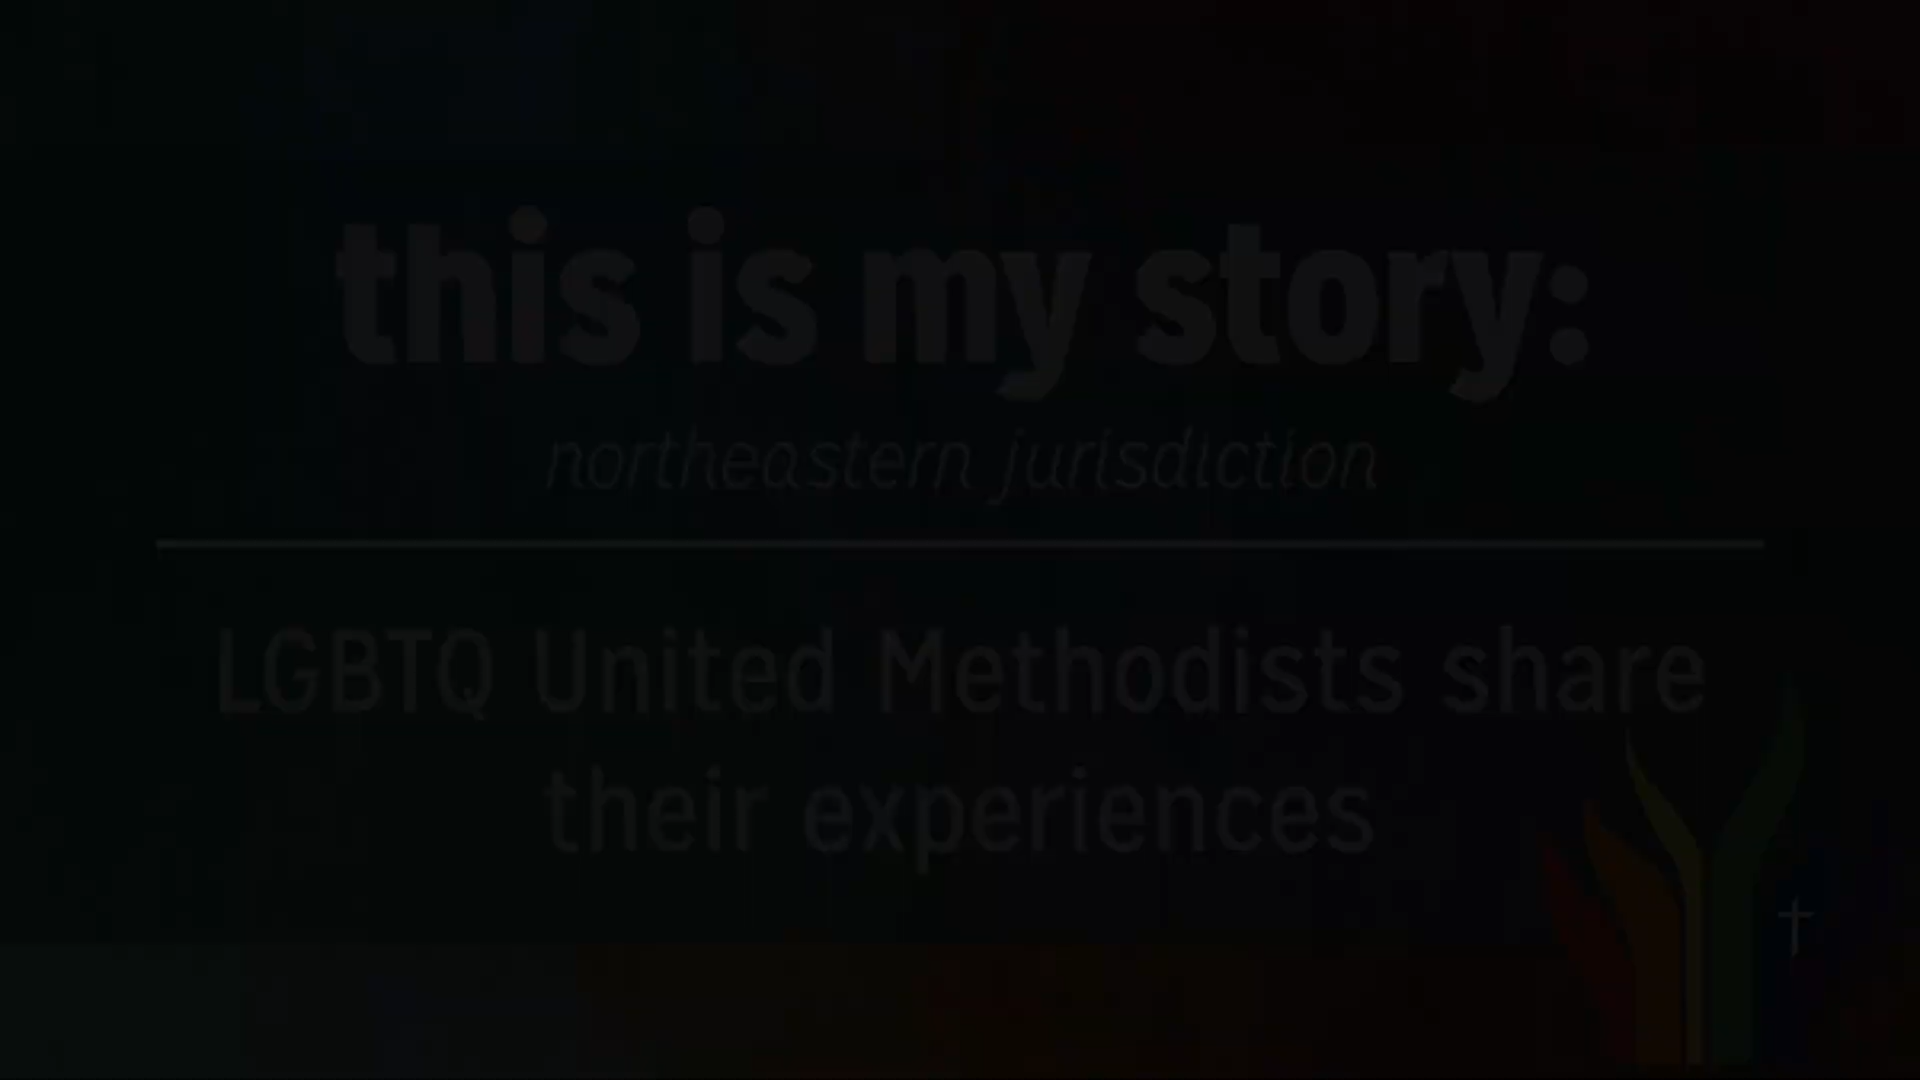 this is my story:
northeastern jurisdiction
LGBTQ United Methodists share
their experiences